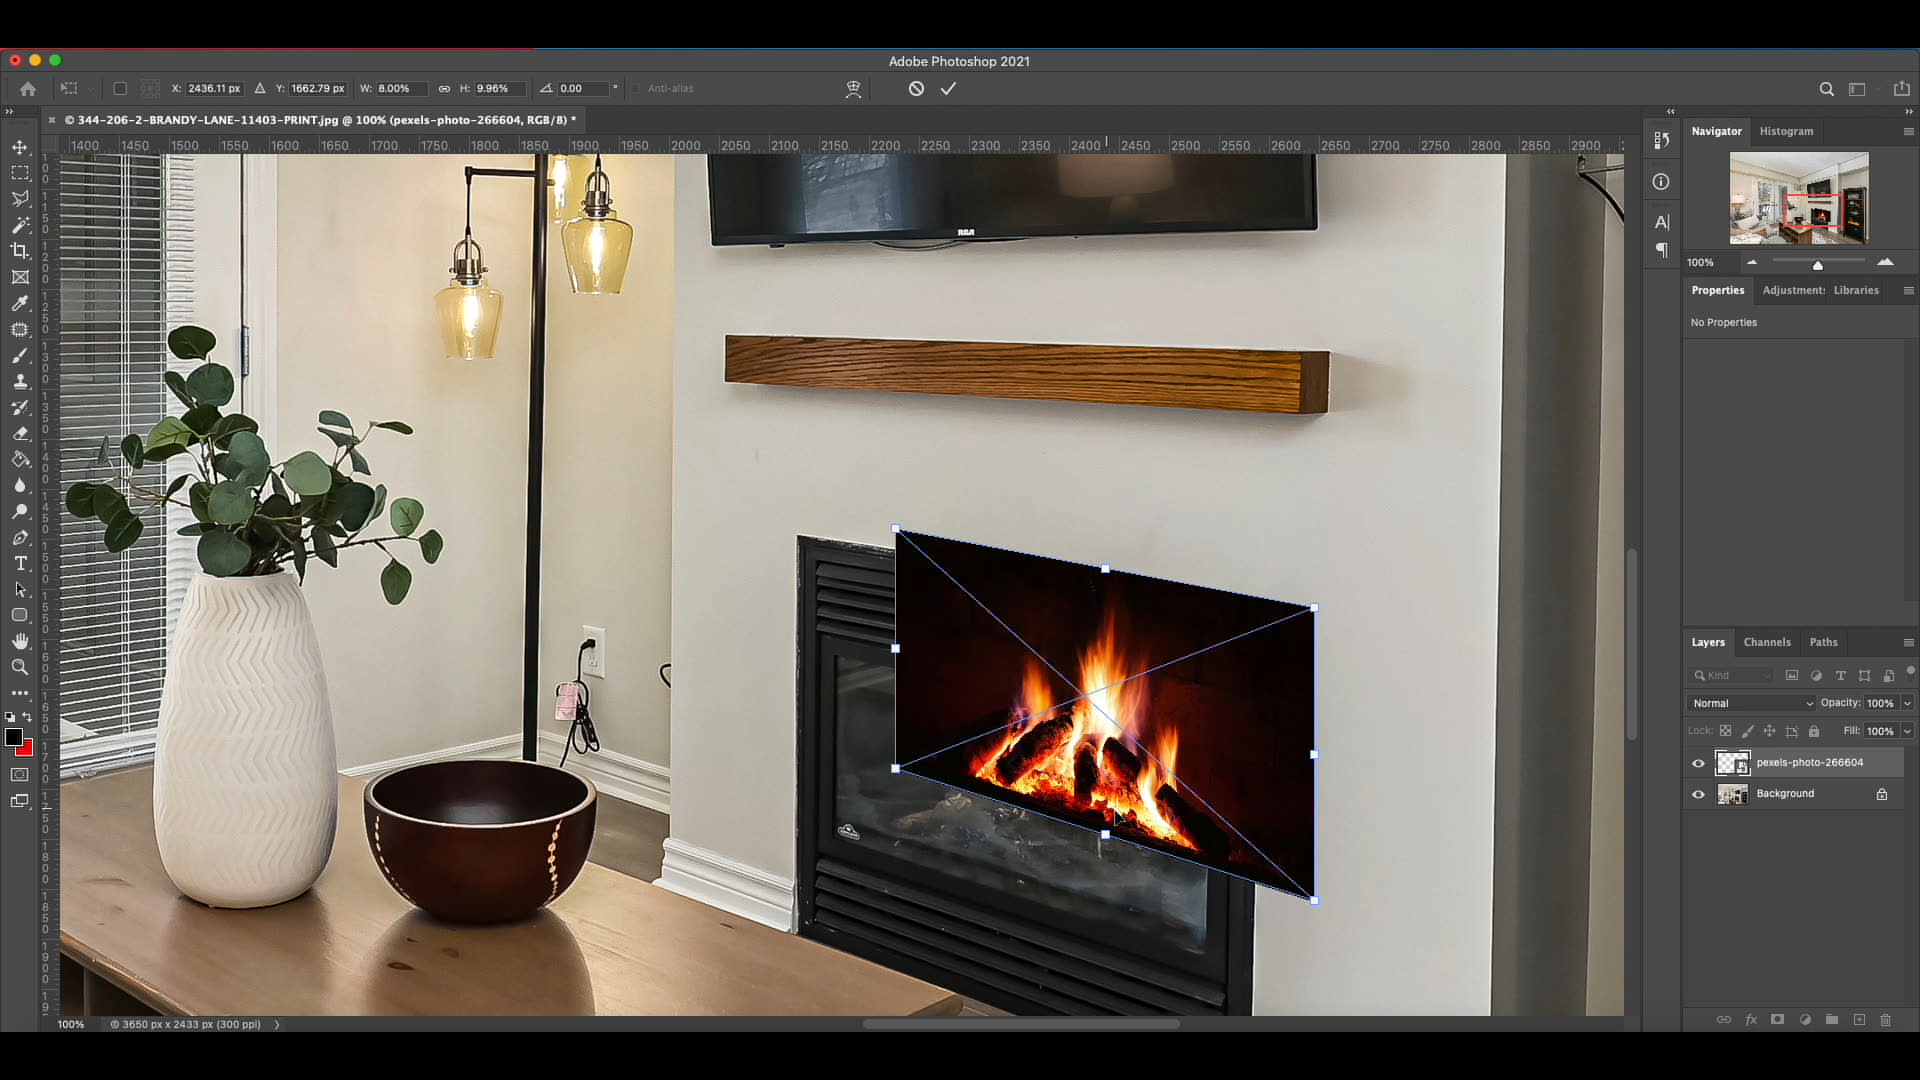 Adobe Photoshop 2021
X: 2436.11 px Y: 1662.79 px W: 8.00% H: 9.96% 0.00 ° Anti-alias
× © 344-206-2-BRANDY-LANE-11403-PRINT.jpg @ 100% (pexels-photo-266604, RGB/8) *
1400 1450 1500 1550 1600 1650 1700 1750 1800 1850 1900 1950 2000 2050 2100 2150 2200 2250 2300 2350 2400 2450 2500 2550 2600 2650 2700 2750 2800 2850 2900
Navigator Histogram
RCA
100%
Properties Adjustments Libraries
No Properties
Layers Channels Paths
Kind
Normal Opacity: 100%
Lock: Fill: 100%
pexels-photo-266604
Background
100% © 3650 px x 2433 px (300 ppi)